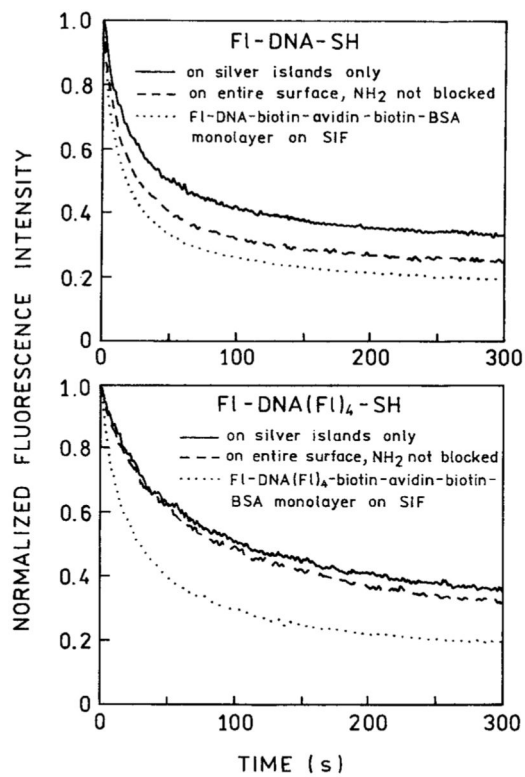 Fl-DNA-SH
on silver islands only
on entire surface, NH2 not blocked
Fl-DNA-biotin-avidin-biotin-BSA
monolayer on SIF
1.0
0.8
0.6
0.4
0.2
0
0
100
200
300
Fl-DNA(Fl)4-SH
on silver islands only
on entire surface, NH2 not blocked
Fl-DNA(Fl)4-biotin-avidin-biotin-
BSA monolayer on SIF
1.0
0.8
0.6
0.4
0.2
0
0
100
200
300
NORMALIZED FLUORESCENCE INTENSITY
TIME (s)